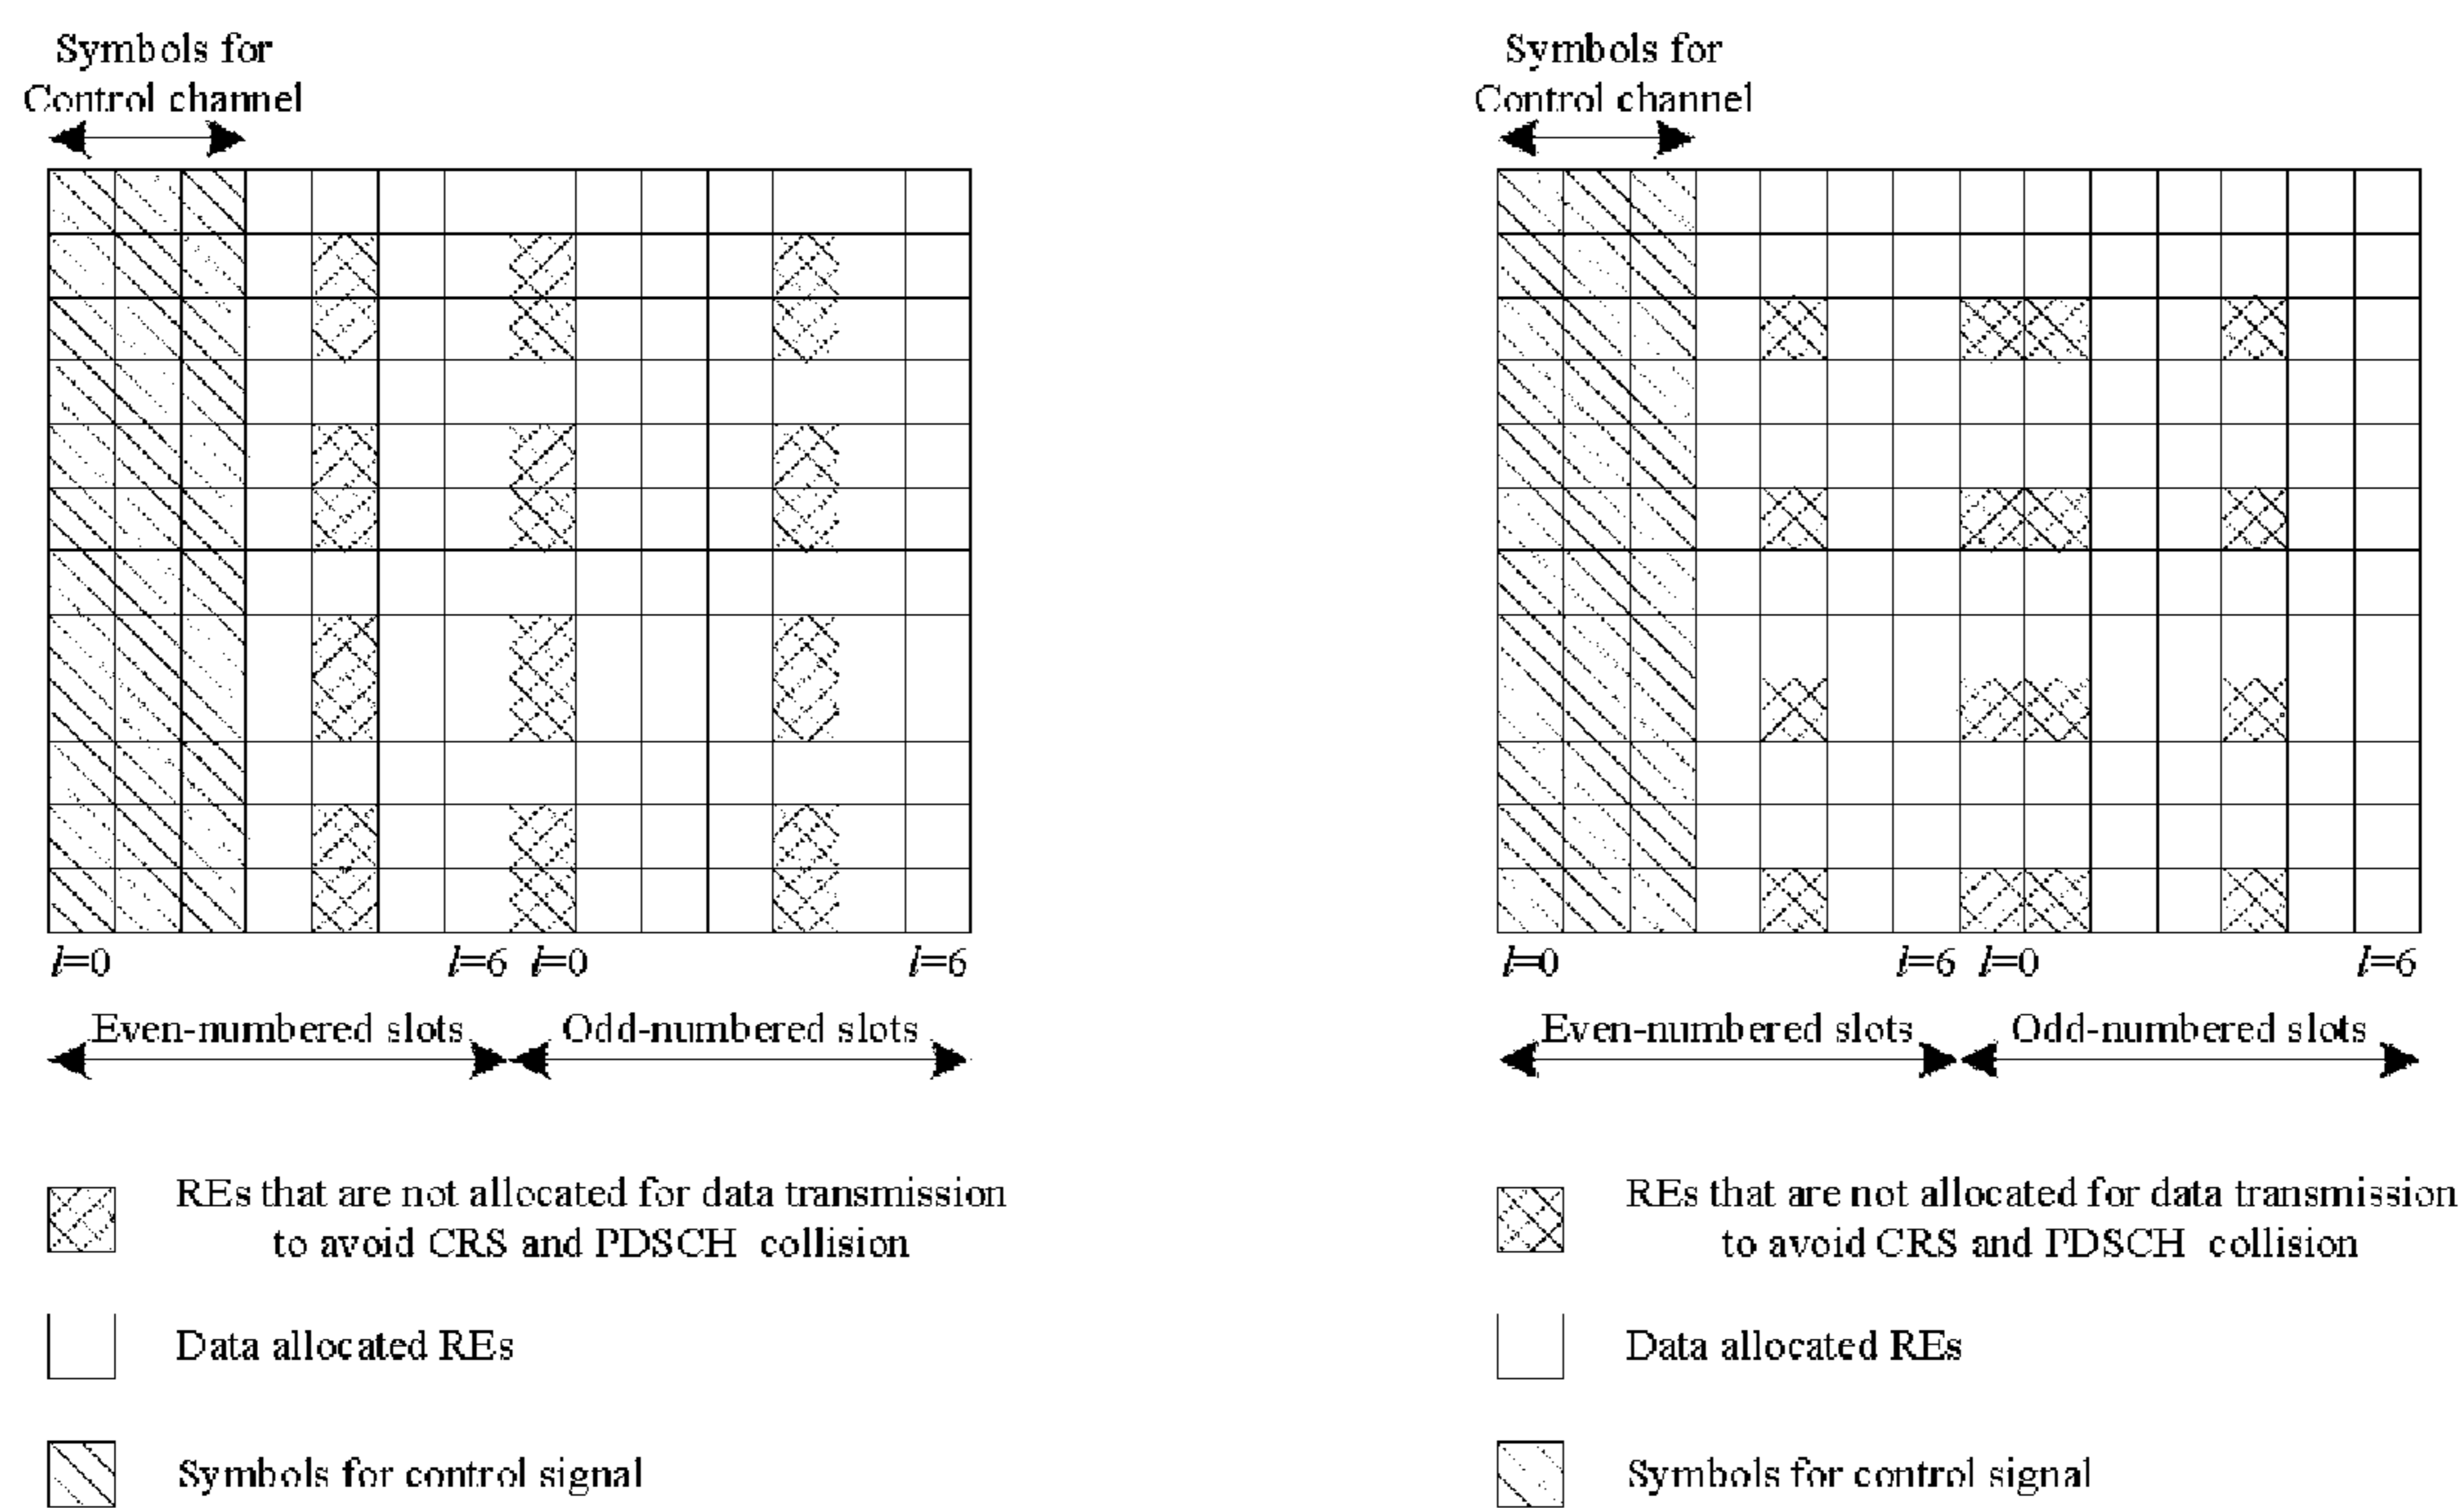 Symbols for
Control channel
l=0 l=6 l=0 l=6
Even-numbered slots Odd-numbered slots
REs that are not allocated for data transmission
to avoid CRS and PDSCH collision
Data allocated REs
Symbols for control signal
Symbols for
Control channel
l=0 l=6 l=0 l=6
Even-numbered slots Odd-numbered slots
REs that are not allocated for data transmission
to avoid CRS and PDSCH collision
Data allocated REs
Symbols for control signal